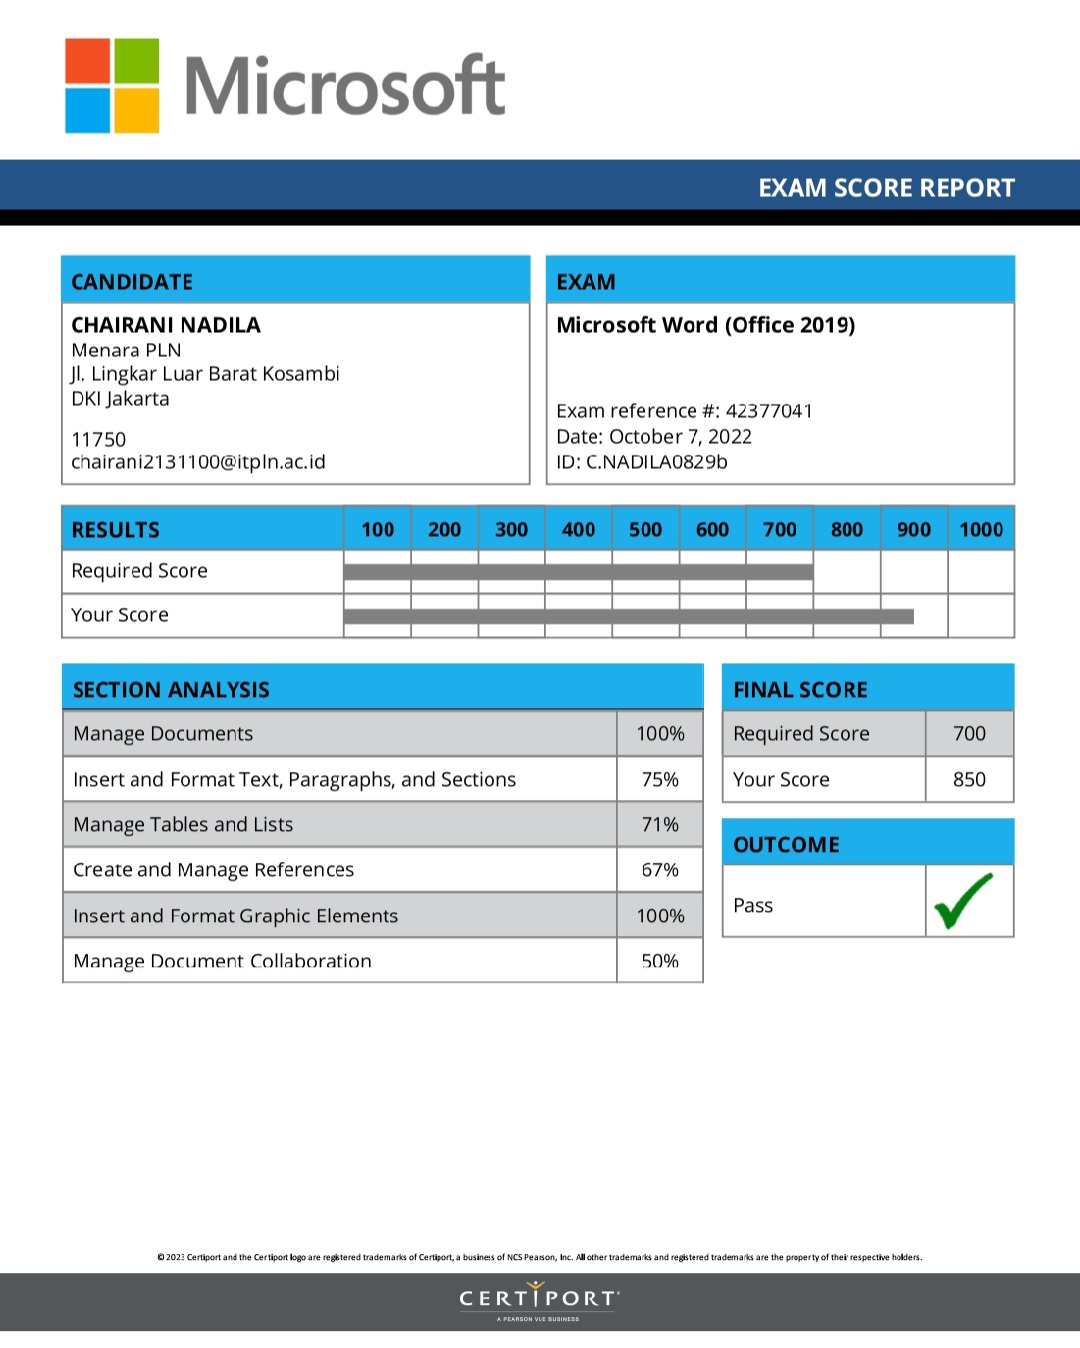 Microsoft
EXAM SCORE REPORT
CANDIDATE
CHAIRANI NADILA
Menara PLN
Jl. Lingkar Luar Barat Kosambi
DKI Jakarta
11750
chairani2131100@itpln.ac.id
EXAM
Microsoft Word (Office 2019)
Exam reference #: 42377041
Date: October 7, 2022
ID: C.NADILA0829b
RESULTS 100 200 300 400 500 600 700 800 900 1000
Required Score
Your Score
SECTION ANALYSIS
Manage Documents 100%
Insert and Format Text, Paragraphs, and Sections 75%
Manage Tables and Lists 71%
Create and Manage References 67%
Insert and Format Graphic Elements 100%
Manage Document Collaboration 50%
FINAL SCORE
Required Score 700
Your Score 850
OUTCOME
Pass
© 2023 Certiport and the Certiport logo are registered trademarks of Certiport, a business of NCS Pearson, Inc. All other trademarks and registered trademarks are the property of their respective holders.
CERTIPORT
A PEARSON VUE BUSINESS